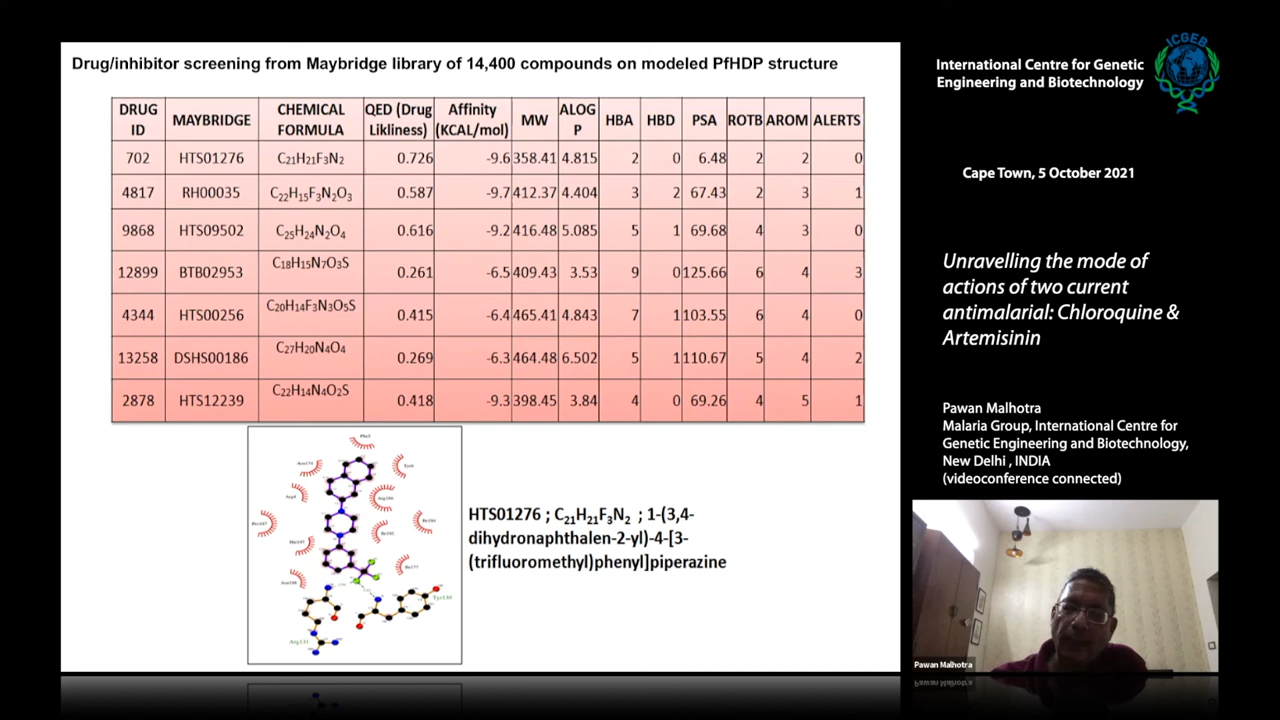 Drug/inhibitor screening from Maybridge library of 14,400 compounds on modeled PfHDP structure
DRUG ID MAYBRIDGE CHEMICAL FORMULA QED (Drug Likliness) Affinity (KCAL/mol) MW ALOG P HBA HBD PSA ROTB AROM ALERTS
702 HTS01276 C₂₁H₂₁F₃N₂ 0.726 -9.6 358.41 4.815 2 0 6.48 2 2 0
4817 RH00035 C₂₂H₁₅F₃N₂O₃ 0.587 -9.7 412.37 4.404 3 2 67.43 2 3 1
9868 HTS09502 C₂₅H₂₄N₂O₄ 0.616 -9.2 416.48 5.085 5 1 69.68 4 3 0
12899 BTB02953 C₁₈H₁₅N₇O₃S 0.261 -6.5 409.43 3.53 9 0 125.66 6 4 3
4344 HTS00256 C₂₀H₁₄F₃N₃O₅S 0.415 -6.4 465.41 4.843 7 1 103.55 6 4 0
13258 DSHS00186 C₂₇H₂₀N₄O₄ 0.269 -6.3 464.48 6.502 5 1 110.67 5 4 2
2878 HTS12239 C₂₂H₁₄N₄O₂S 0.418 -9.3 398.45 3.84 4 0 69.26 4 5 1
HTS01276 ; C₂₁H₂₁F₃N₂ ; 1-(3,4-
dihydronaphthalen-2-yl)-4-[3-
(trifluoromethyl)phenyl]piperazine
International Centre for Genetic
Engineering and Biotechnology
ICGEB
Cape Town, 5 October 2021
Unravelling the mode of
actions of two current
antimalarial: Chloroquine &
Artemisinin
Pawan Malhotra
Malaria Group, International Centre for
Genetic Engineering and Biotechnology,
New Delhi , INDIA
(videoconference connected)
Pawan Malhotra